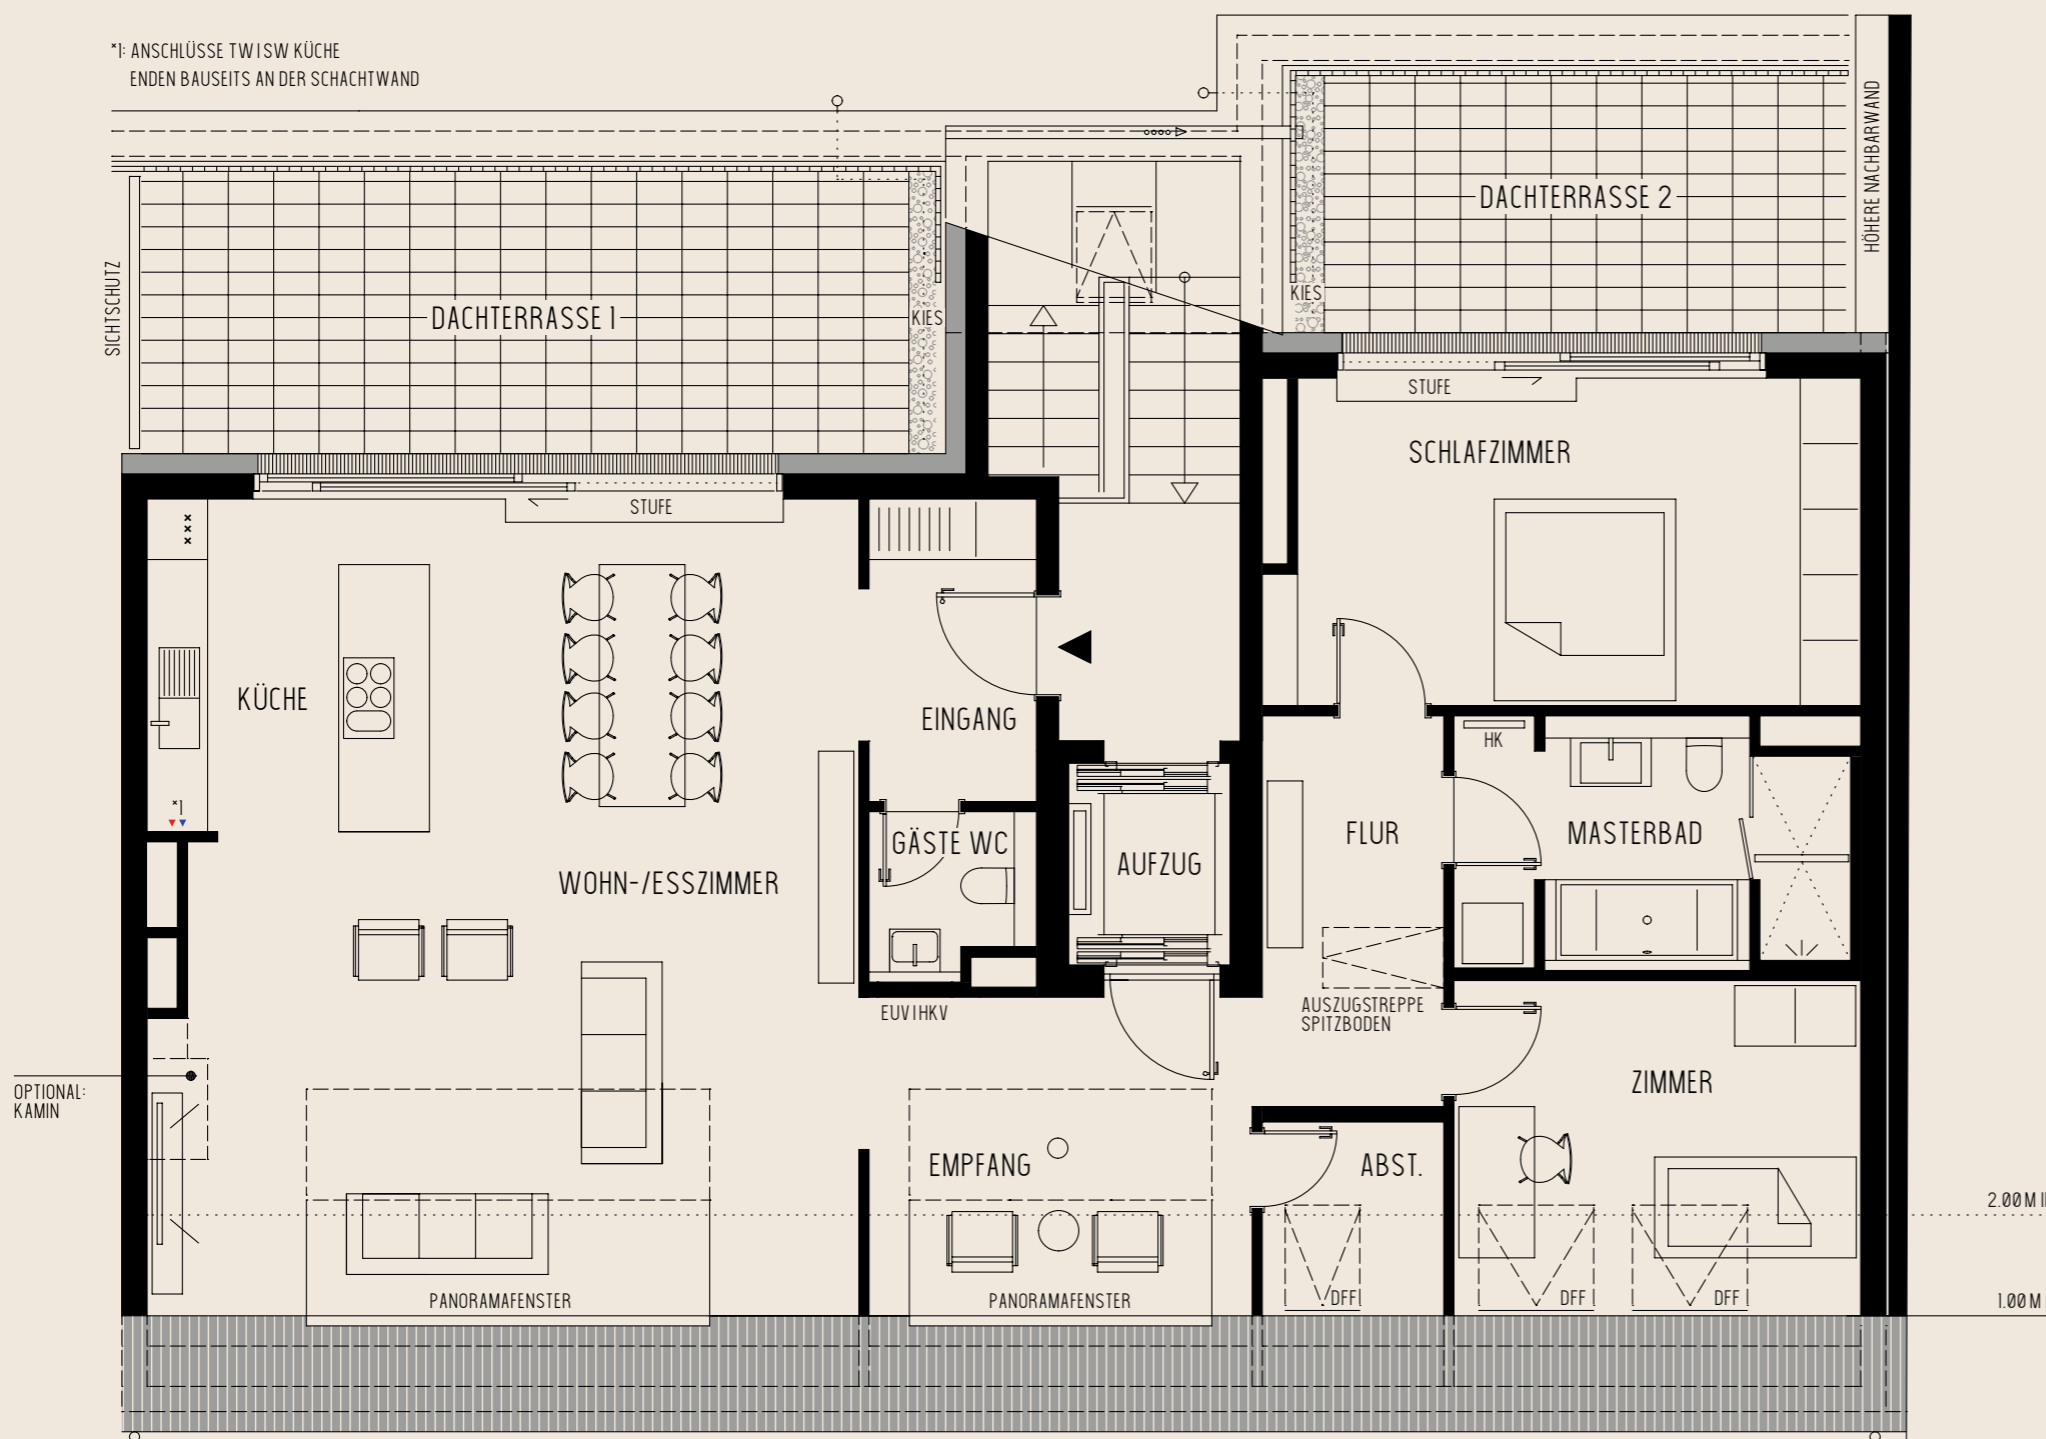 *1: ANSCHLÜSSE TW I SW KÜCHE
ENDEN BAUSEITS AN DER SCHACHTWAND
HÖHERE NACHBARWAND
DACHTERRASSE 2
KIES
SICHTSCHUTZ
DACHTERRASSE 1
KIES
STUFE
SCHLAFZIMMER
STUFE
KÜCHE
EINGANG
HK
*1
GÄSTE WC
AUFZUG
FLUR
MASTERBAD
WOHN-/ESSZIMMER
EUV I HKV
AUSZUGSTREPPE
SPITZBODEN
OPTIONAL:
KAMIN
ZIMMER
EMPFANG
ABST.
2.00 M
PANORAMAFENSTER
PANORAMAFENSTER
DFF
DFF
DFF
1.00 M